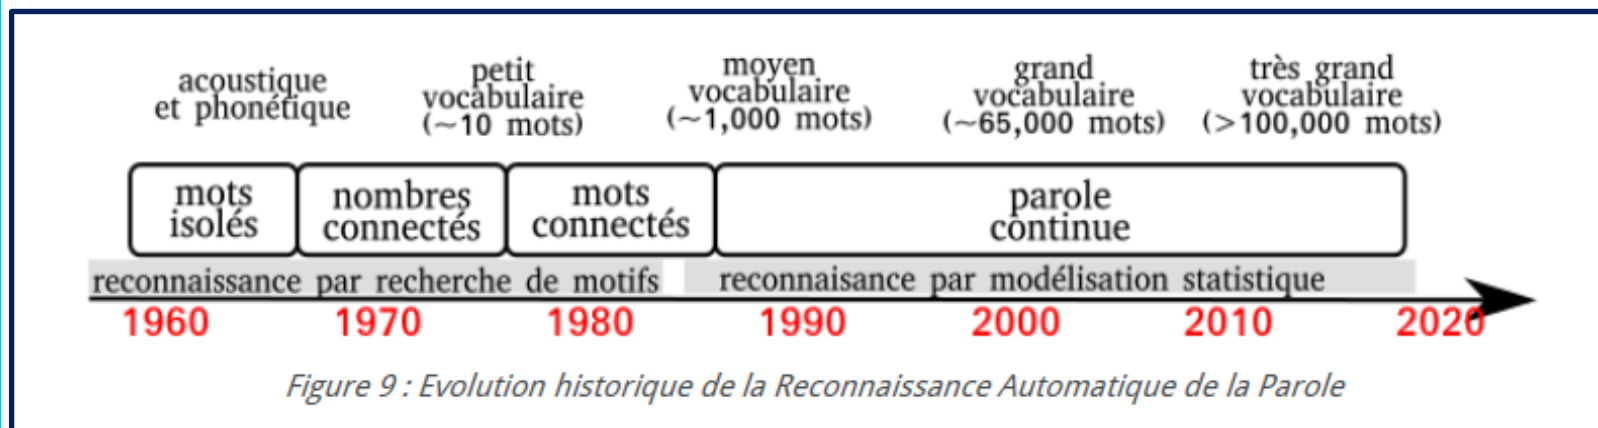 acoustique
et phonétique
petit
vocabulaire
(~10 mots)
moyen
vocabulaire
(~1,000 mots)
grand
vocabulaire
(~65,000 mots)
très grand
vocabulaire
(>100,000 mots)
mots
isolés
nombres
connectés
mots
connectés
parole
continue
reconnaissance par recherche de motifs
reconnaisance par modélisation statistique
1960 1970 1980 1990 2000 2010 2020
Figure 9 : Evolution historique de la Reconnaissance Automatique de la Parole